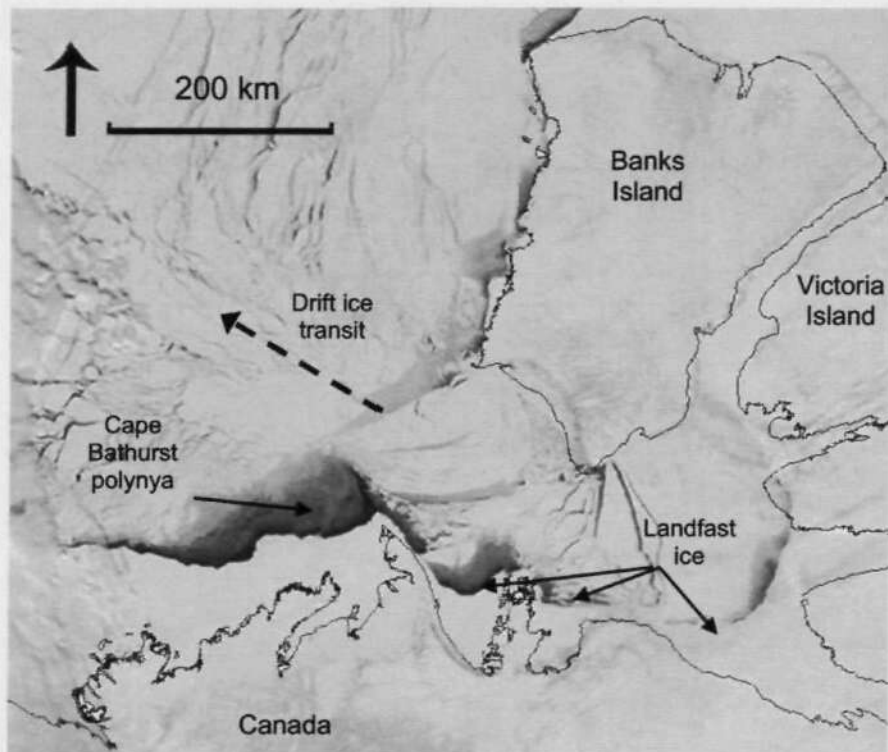 200 km
Banks
Island
Victoria
Island
Drift ice
transit
Cape
Bathurst
polynya
Landfast
ice
Canada